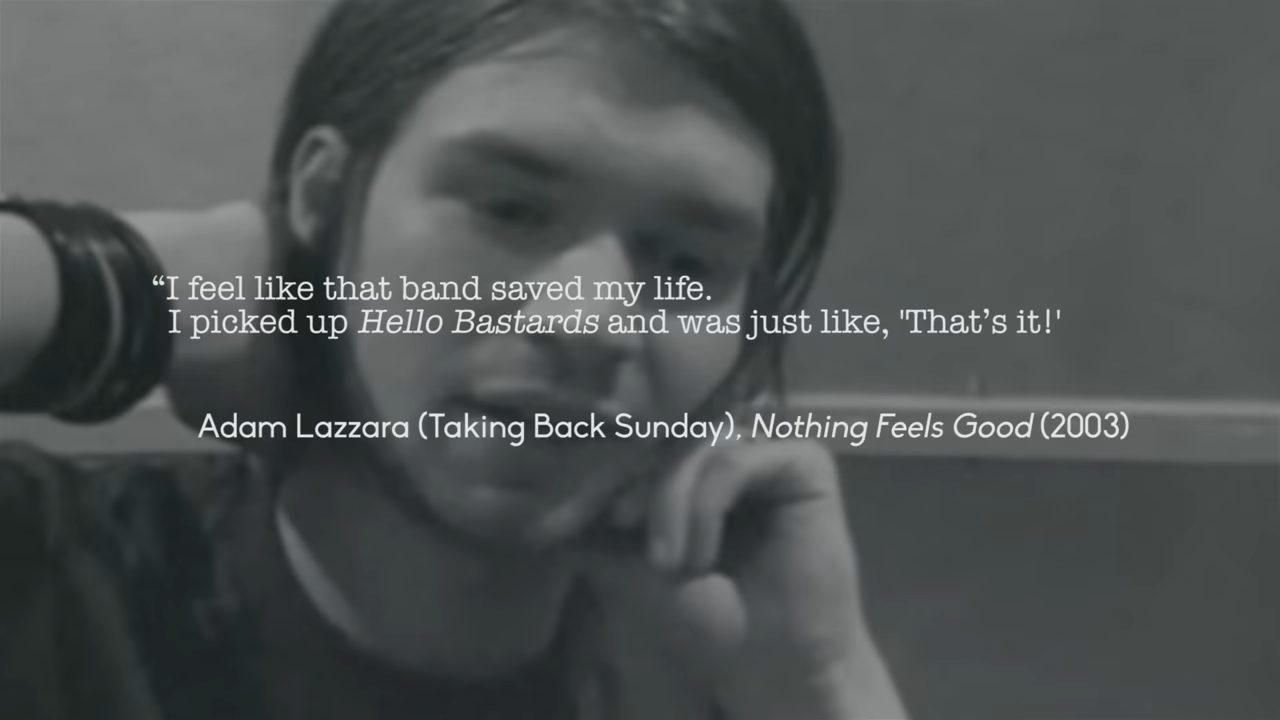 “I feel like that band saved my life.
I picked up Hello Bastards and was just like, 'That’s it!'
Adam Lazzara (Taking Back Sunday), Nothing Feels Good (2003)